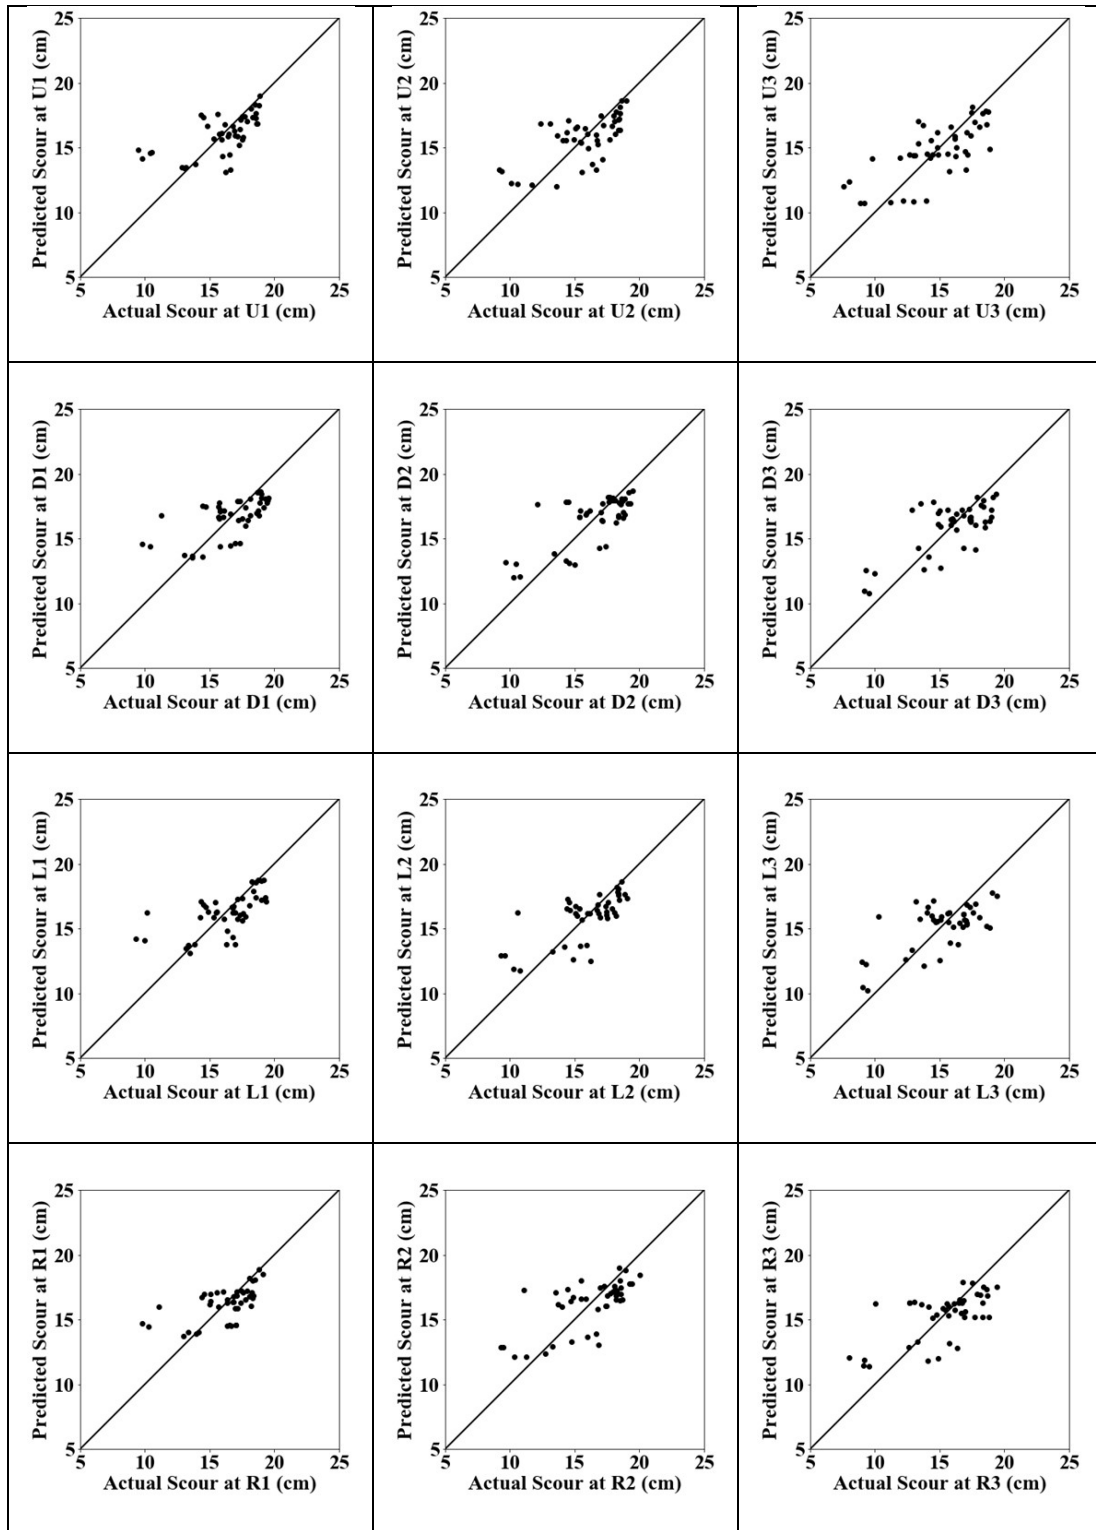 25
20
15
10
5
Predicted Scour at U1 (cm)
5 10 15 20 25
Actual Scour at U1 (cm)
25
20
15
10
5
Predicted Scour at U2 (cm)
5 10 15 20 25
Actual Scour at U2 (cm)
25
20
15
10
5
Predicted Scour at U3 (cm)
5 10 15 20 25
Actual Scour at U3 (cm)
25
20
15
10
5
Predicted Scour at D1 (cm)
5 10 15 20 25
Actual Scour at D1 (cm)
25
20
15
10
5
Predicted Scour at D2 (cm)
5 10 15 20 25
Actual Scour at D2 (cm)
25
20
15
10
5
Predicted Scour at D3 (cm)
5 10 15 20 25
Actual Scour at D3 (cm)
25
20
15
10
5
Predicted Scour at L1 (cm)
5 10 15 20 25
Actual Scour at L1 (cm)
25
20
15
10
5
Predicted Scour at L2 (cm)
5 10 15 20 25
Actual Scour at L2 (cm)
25
20
15
10
5
Predicted Scour at L3 (cm)
5 10 15 20 25
Actual Scour at L3 (cm)
25
20
15
10
5
Predicted Scour at R1 (cm)
5 10 15 20 25
Actual Scour at R1 (cm)
25
20
15
10
5
Predicted Scour at R2 (cm)
5 10 15 20 25
Actual Scour at R2 (cm)
25
20
15
10
5
Predicted Scour at R3 (cm)
5 10 15 20 25
Actual Scour at R3 (cm)